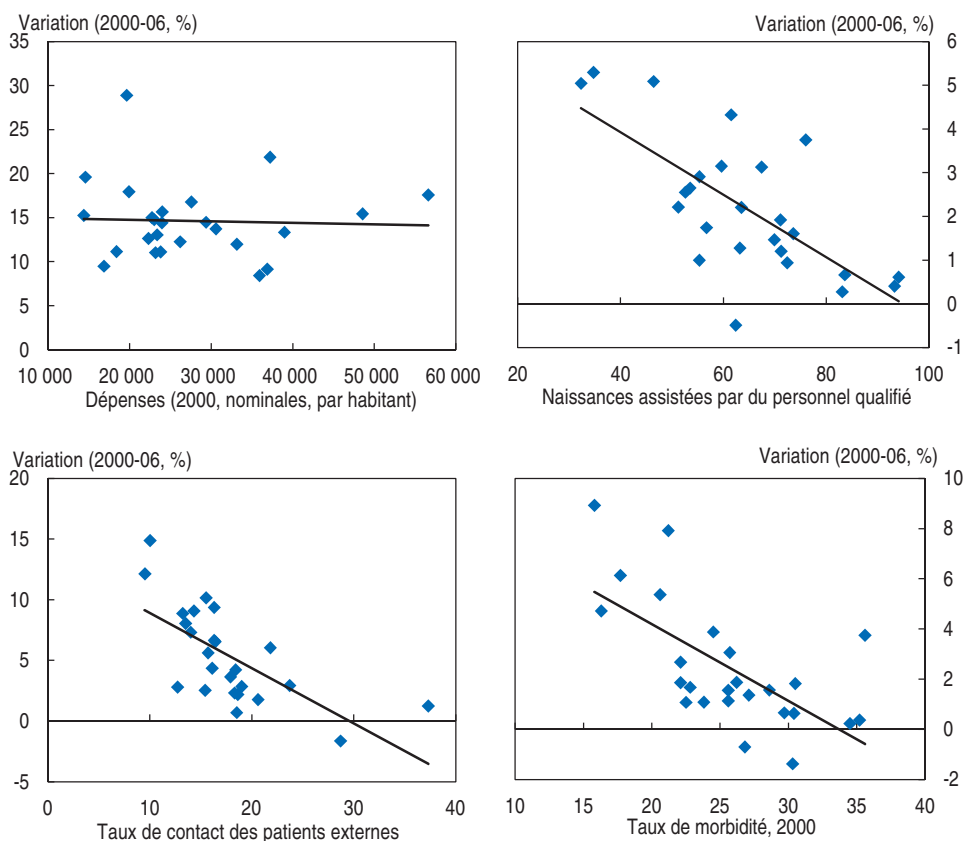 Variation (2000-06, %)
35
30
25
20
15
10
5
0
10 000 20 000 30 000 40 000 50 000 60 000
Dépenses (2000, nominales, par habitant)
Variation (2000-06, %)
6
5
4
3
2
1
0
-1
20 40 60 80 100
Naissances assistées par du personnel qualifié
Variation (2000-06, %)
20
15
10
5
0
-5
0 10 20 30 40
Taux de contact des patients externes
Variation (2000-06, %)
10
8
6
4
2
0
-2
10 15 20 25 30 35 40
Taux de morbidité, 2000